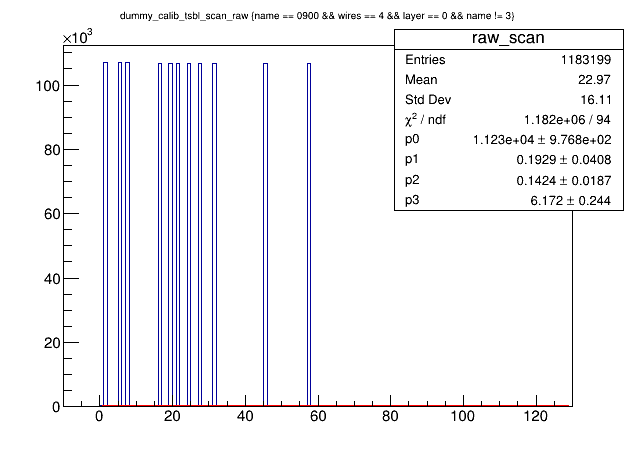 dummy_calib_tsbl_scan_raw {name == 0900 && wires == 4 && layer == 0 && name != 3}
×10³
raw_scan
Entries 1183199
Mean 22.97
Std Dev 16.11
χ² / ndf 1.182e+06 / 94
p0 1.123e+04 ± 9.768e+02
p1 0.1929 ± 0.0408
p2 0.1424 ± 0.0187
p3 6.172 ± 0.244
100
80
60
40
20
0
0 20 40 60 80 100 120